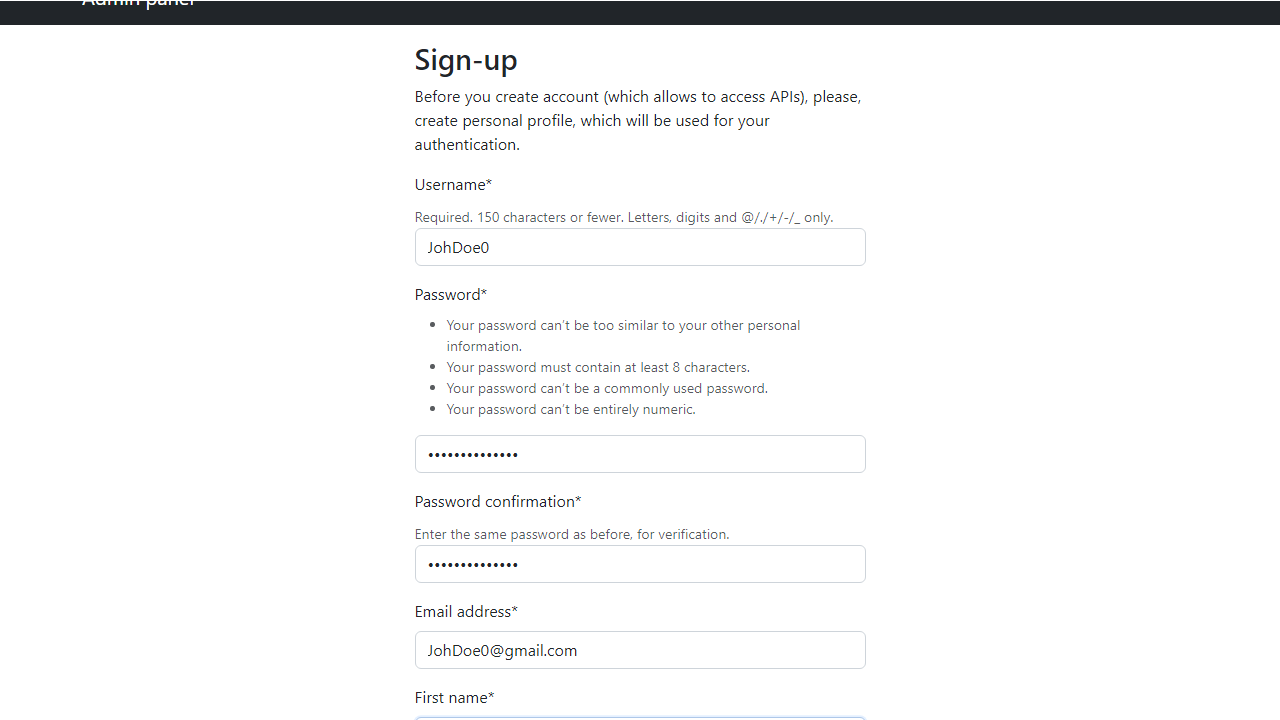 Admin panel
Sign-up
Before you create account (which allows to access APIs), please,
create personal profile, which will be used for your
authentication.
Username*
Required. 150 characters or fewer. Letters, digits and @/./+/-/_ only.
JohDoe0
Password*
Your password can't be too similar to your other personal
information.
Your password must contain at least 8 characters.
Your password can't be a commonly used password.
Your password can't be entirely numeric.
••••••••••••••
Password confirmation*
Enter the same password as before, for verification.
••••••••••••••
Email address*
JohDoe0@gmail.com
First name*